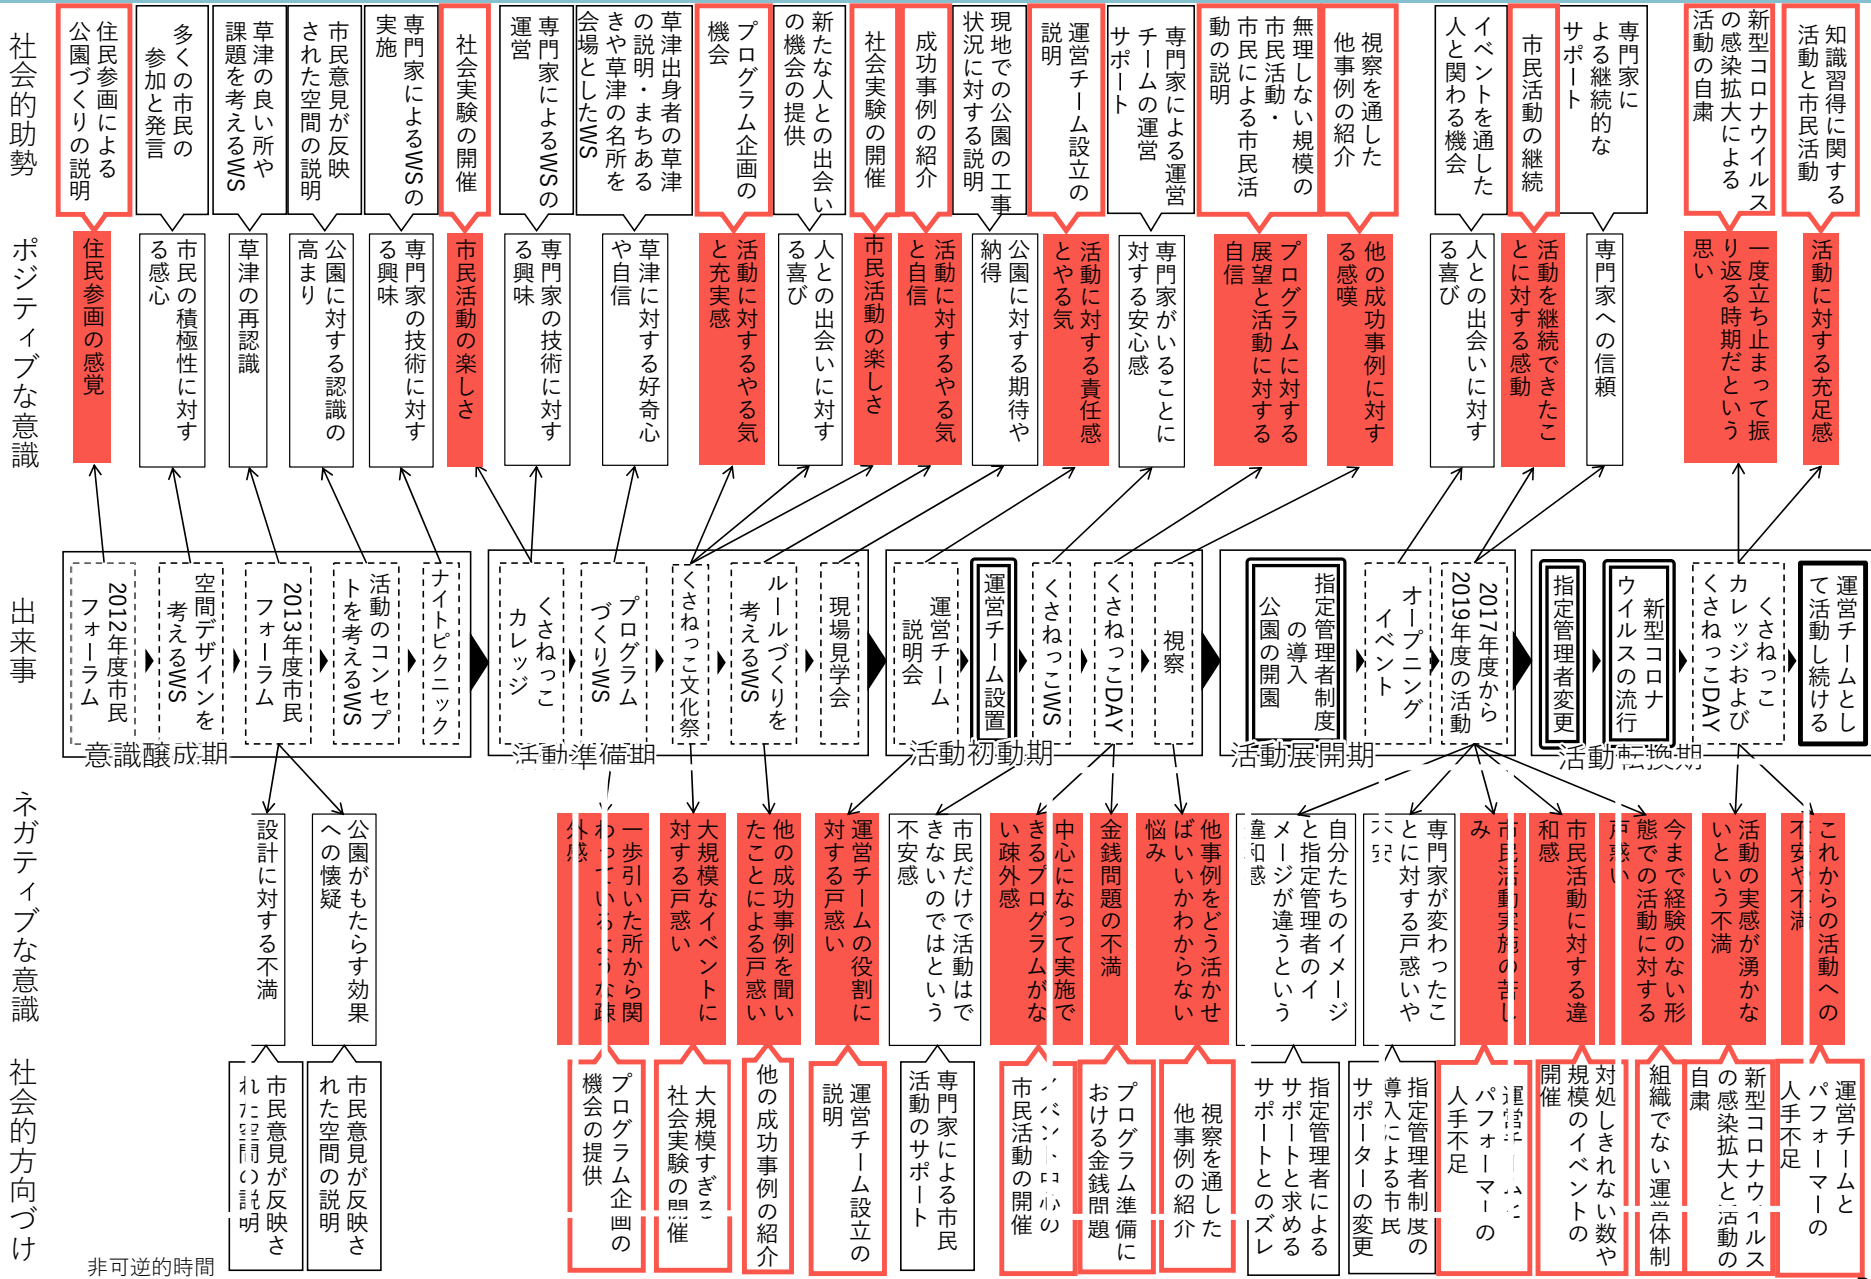 社会的助勢
住民参画による
公園づくりの説明
多くの市民の
参加と発言
草津の良い所や
課題を考えるWS
市民意見が反映
された空間の説明
専門家によるWSの
実施
社会実験の開催
専門家によるWSの
運営
草津出身者の草津
の説明・まちある
きや草津の名所を
会場としたWS
プログラム企画の
機会
新たな人との出会い
の機会の提供
社会実験の開催
成功事例の紹介
現地での公園の工事
状況に対する説明
運営チーム設立の
説明
専門家による運営
チームの運営
サポート
無理しない規模の
市民活動・
市民による市民活
動の説明
視察を通した
他事例の紹介
イベントを通した
人と関わる機会
市民活動の継続
専門家に
よる継続的な
サポート
新型コロナウイルス
の感染拡大による
活動の自粛
知識習得に関する
活動と市民活動
ポジティブな意識
住民参画の感覚
市民の積極性に対す
る感心
草津の再認識
公園に対する認識の
高まり
専門家の技術に対す
る興味
市民活動の楽しさ
専門家の技術に対す
る興味
草津に対する好奇心
や自信
活動に対するやる気
と充実感
人との出会いに対す
る喜び
市民活動の楽しさ
活動に対するやる気
と自信
公園に対する期待や
納得
活動に対する責任感
とやる気
専門家がいることに
対する安心感
プログラムに対する
展望と活動に対する
自信
他の成功事例に対す
る感嘆
人との出会いに対す
る喜び
活動を継続できたこ
とに対する感動
専門家への信頼
一度立ち止まって振
り返る時期だという
思い
活動に対する充足感
出来事
2012年度市民
フォーラム
空間デザインを
考えるWS
2013年度市民
フォーラム
活動のコンセプ
トを考えるWS
ナイトピクニック
意識醸成期
くさねっこ
カレッジ
プログラム
づくりWS
くさねっこ文化祭
ルールづくりを
考えるWS
現場見学会
活動準備期
運営チーム
説明会
運営チーム設置
くさねっこWS
くさねっこDAY
視察
活動初動期
指定管理者制度
の導入
公園の開園
オープニング
イベント
2017年度から
2019年度の活動
活動展開期
指定管理者変更
新型コロナ
ウイルスの流行
くさねっこ
カレッジおよび
くさねっこDAY
運営チームとし
て活動し続ける
活動転換期
ネガティブな意識
設計に対する不満
公園がもたらす効果
への懐疑
一歩引いた所から関
わっているような疎
外感
大規模なイベントに
対する戸惑い
他の成功事例を聞い
たことによる戸惑い
運営チームの役割に
対する戸惑い
市民だけで活動はで
きないのではという
不安感
中心になって実施で
きるプログラムがな
い疎外感
金銭問題の不満
他事例をどう活かせ
ばいいかわからない
悩み
自分たちのイメージ
と指定管理者のイ
メージが違うという
違和感
専門家が変わったこ
とに対する戸惑いや
不安
市民活動実施の苦し
み
市民活動に対する違
和感
今まで経験のない形
態での活動に対する
戸惑い
活動の実感が湧かな
いという不満
これからの活動への
不安や不満
社会的方向づけ
市民意見が反映さ
れた空間の説明
市民意見が反映さ
れた空間の説明
プログラム企画の
機会の提供
大規模すぎる
社会実験の開催
他の成功事例の紹介
運営チーム設立の
説明
専門家による市民
活動のサポート
イベント中心の
市民活動の開催
プログラム準備に
おける金銭問題
視察を通した
他事例の紹介
指定管理者による
サポートと求める
サポートとのズレ
指定管理者制度の
導入による市民
サポーターの変更
運営チームと
パフォーマーの
人手不足
対処しきれない数や
規模のイベントの
開催
組織でない運営体制
新型コロナウイルス
の感染拡大と活動の
自粛
運営チームと
パフォーマーの
人手不足
非可逆的時間